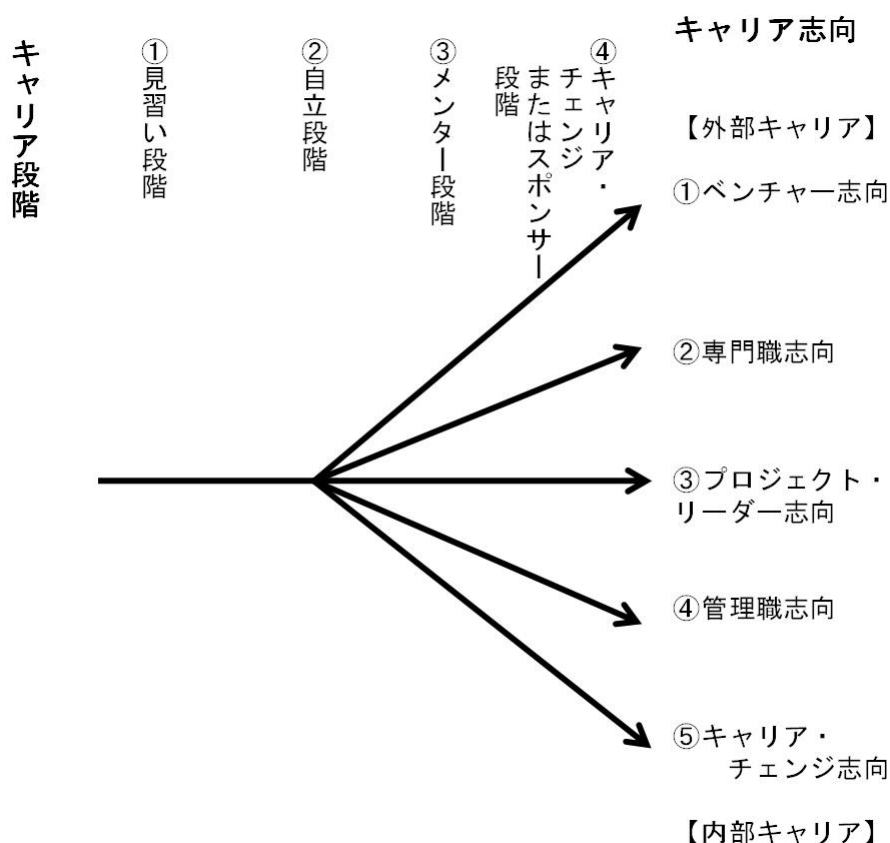 キャリア段階
①見習い段階
②自立段階
③メンター段階
④キャリア・
チェンジ
またはスポンサー
段階
キャリア志向
【外部キャリア】
①ベンチャー志向
②専門職志向
③プロジェクト・
リーダー志向
④管理職志向
⑤キャリア・
チェンジ志向
【内部キャリア】